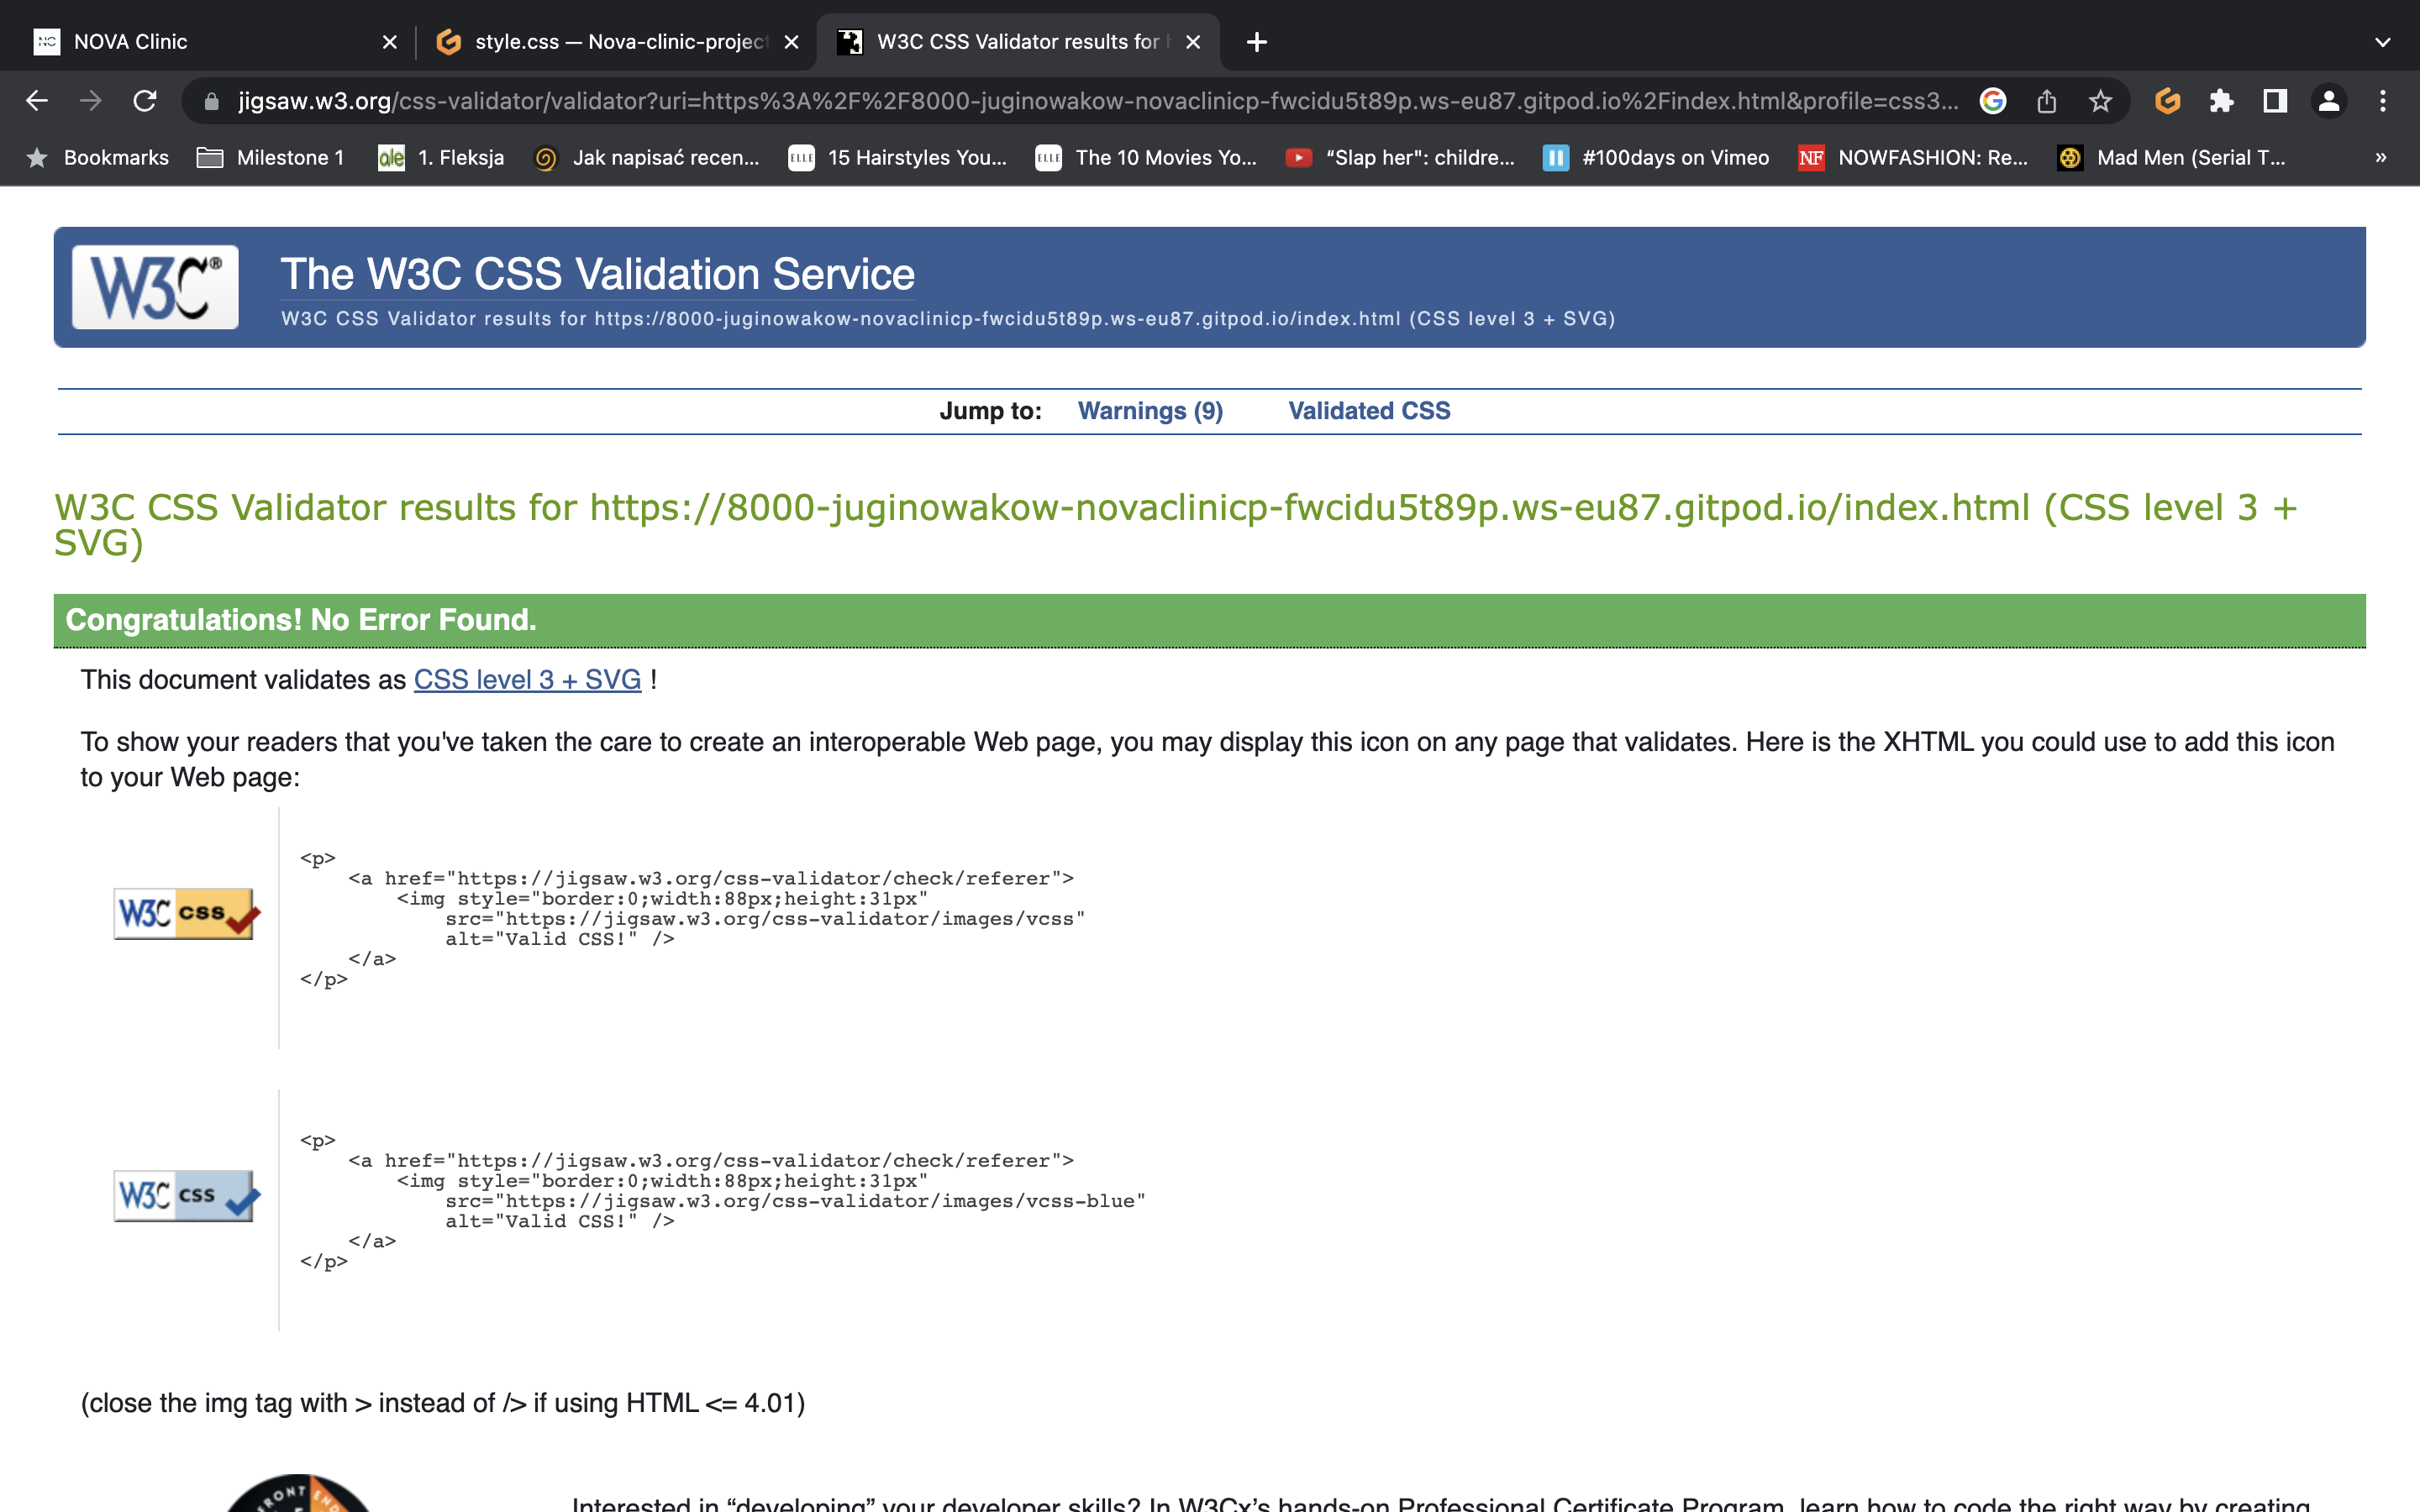 NOVA Clinic
style.css — Nova-clinic-project
W3C CSS Validator results for h
jigsaw.w3.org/css-validator/validator?uri=https%3A%2F%2F8000-juginowakow-novaclinicp-fwcidu5t89p.ws-eu87.gitpod.io%2Findex.html&profile=css3...
Bookmarks
Milestone 1
ale 1. Fleksja
Jak napisać recen...
ELLE 15 Hairstyles You...
ELLE The 10 Movies Yo...
“Slap her": childre...
#100days on Vimeo
NF NOWFASHION: Re...
Mad Men (Serial T...
»
W3C® The W3C CSS Validation Service
W3C CSS Validator results for https://8000-juginowakow-novaclinicp-fwcidu5t89p.ws-eu87.gitpod.io/index.html (CSS level 3 + SVG)
Jump to: Warnings (9) Validated CSS
W3C CSS Validator results for https://8000-juginowakow-novaclinicp-fwcidu5t89p.ws-eu87.gitpod.io/index.html (CSS level 3 +
SVG)
Congratulations! No Error Found.
This document validates as CSS level 3 + SVG !
To show your readers that you've taken the care to create an interoperable Web page, you may display this icon on any page that validates. Here is the XHTML you could use to add this icon
to your Web page:
W3C css
<p>
<a href="https://jigsaw.w3.org/css-validator/check/referer">
<img style="border:0;width:88px;height:31px"
src="https://jigsaw.w3.org/css-validator/images/vcss"
alt="Valid CSS!" />
</a>
</p>
W3C css
<p>
<a href="https://jigsaw.w3.org/css-validator/check/referer">
<img style="border:0;width:88px;height:31px"
src="https://jigsaw.w3.org/css-validator/images/vcss-blue"
alt="Valid CSS!" />
</a>
</p>
(close the img tag with > instead of /> if using HTML <= 4.01)
FRONT END
Interested in “developing” your developer skills? In W3Cx’s hands-on Professional Certificate Program, learn how to code the right way by creating